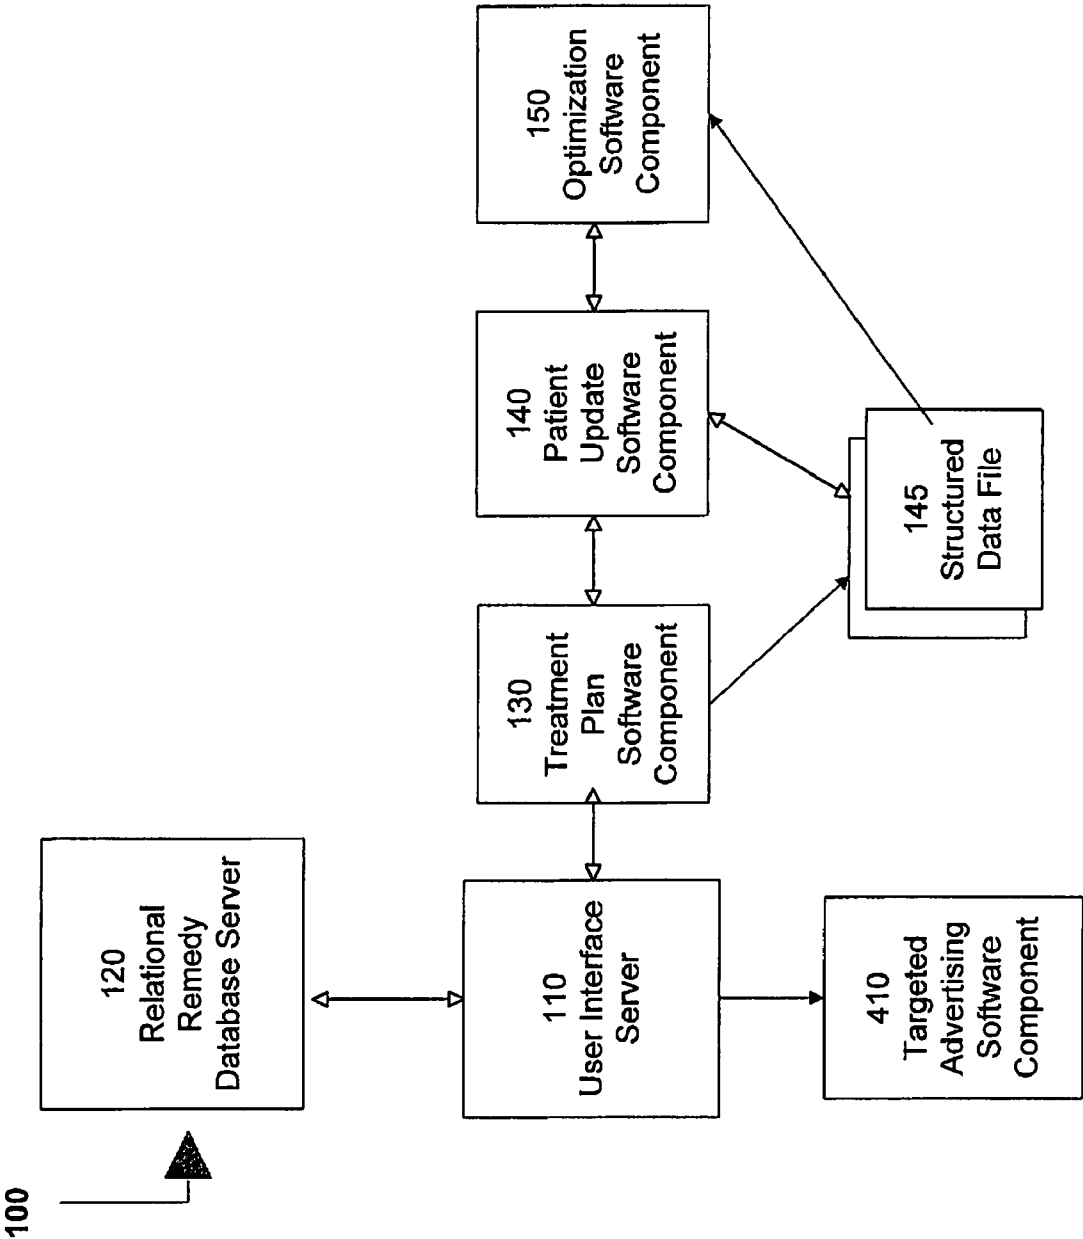 100
120
Relational
Remedy
Database Server
110
User Interface
Server
410
Targeted
Advertising
Software
Component
130
Treatment
Plan
Software
Component
140
Patient
Update
Software
Component
150
Optimization
Software
Component
145
Structured
Data File